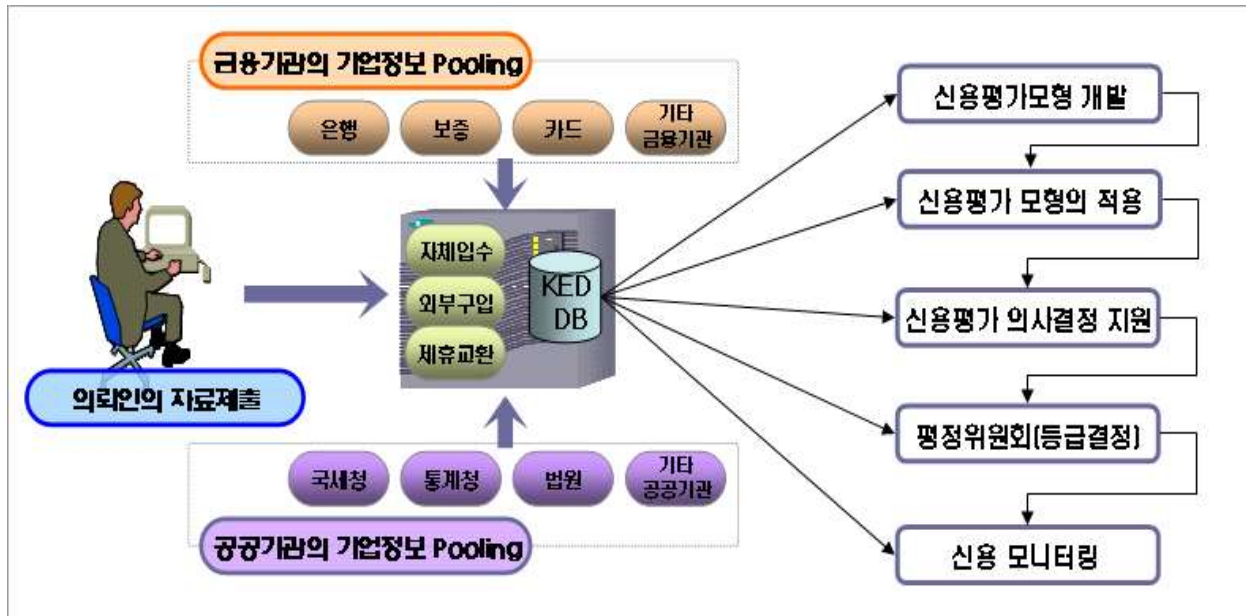 금융기관의 기업정보 Pooling
은행
보증
카드
기타
금융기관
자체입수
외부구입
제휴교환
KED
DB
의뢰인의 자료제출
국세청
통계청
법원
기타
공공기관
공공기관의 기업정보 Pooling
신용평가모형 개발
신용평가 모형의 적용
신용평가 의사결정 지원
평정위원회(등급결정)
신용 모니터링